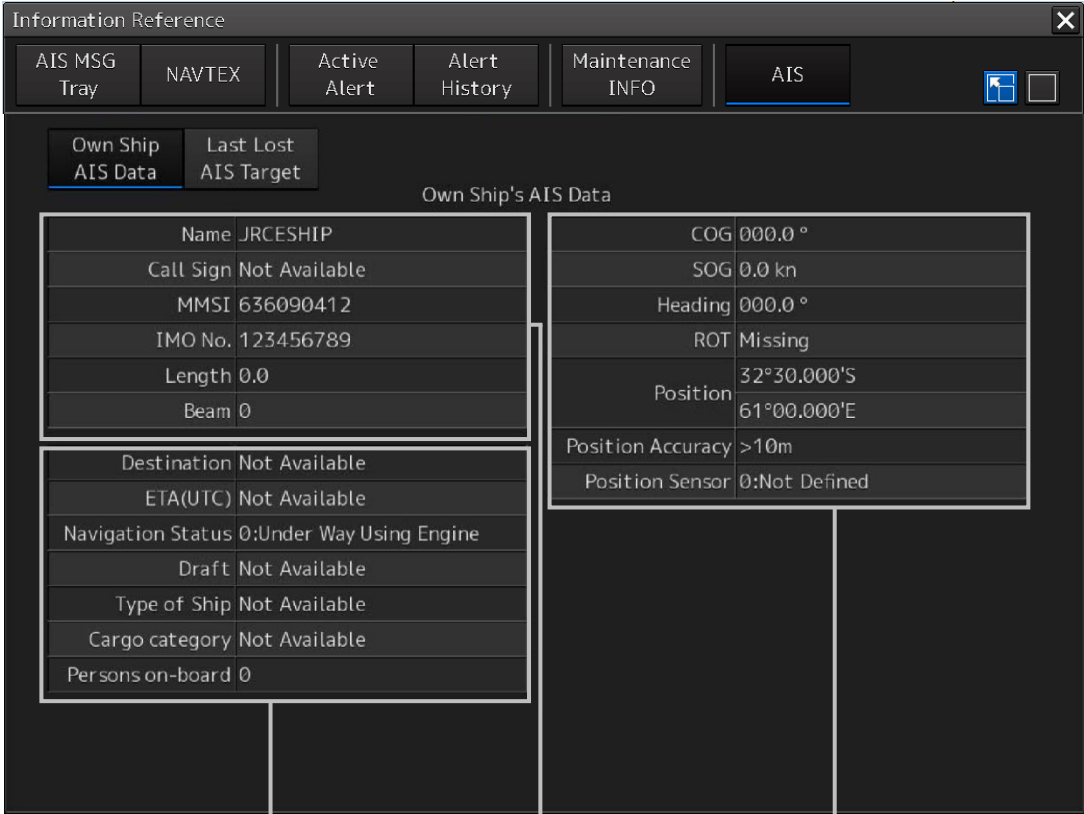 Information Reference
AIS MSG Tray
NAVTEX
Active Alert
Alert History
Maintenance INFO
AIS
Own Ship AIS Data
Last Lost AIS Target
Own Ship's AIS Data
Name JRCESHIP
Call Sign Not Available
MMSI 636090412
IMO No. 123456789
Length 0.0
Beam 0
Destination Not Available
ETA(UTC) Not Available
Navigation Status 0:Under Way Using Engine
Draft Not Available
Type of Ship Not Available
Cargo category Not Available
Persons on-board 0
COG 000.0 °
SOG 0.0 kn
Heading 000.0 °
ROT Missing
Position 32°30.000'S
61°00.000'E
Position Accuracy >10m
Position Sensor 0:Not Defined